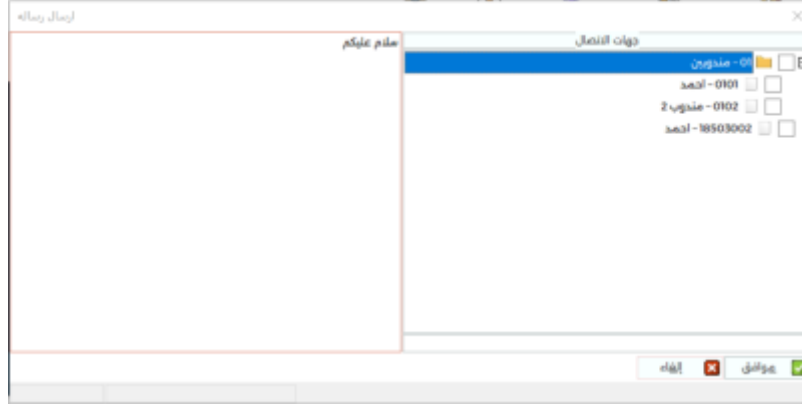 ارسال رساله
جهات الاتصال
01 - مندوبين
0101 - احمد
0102 - مندوب 2
18503002 - احمد
سلام عليكم
موافق
إلغاء